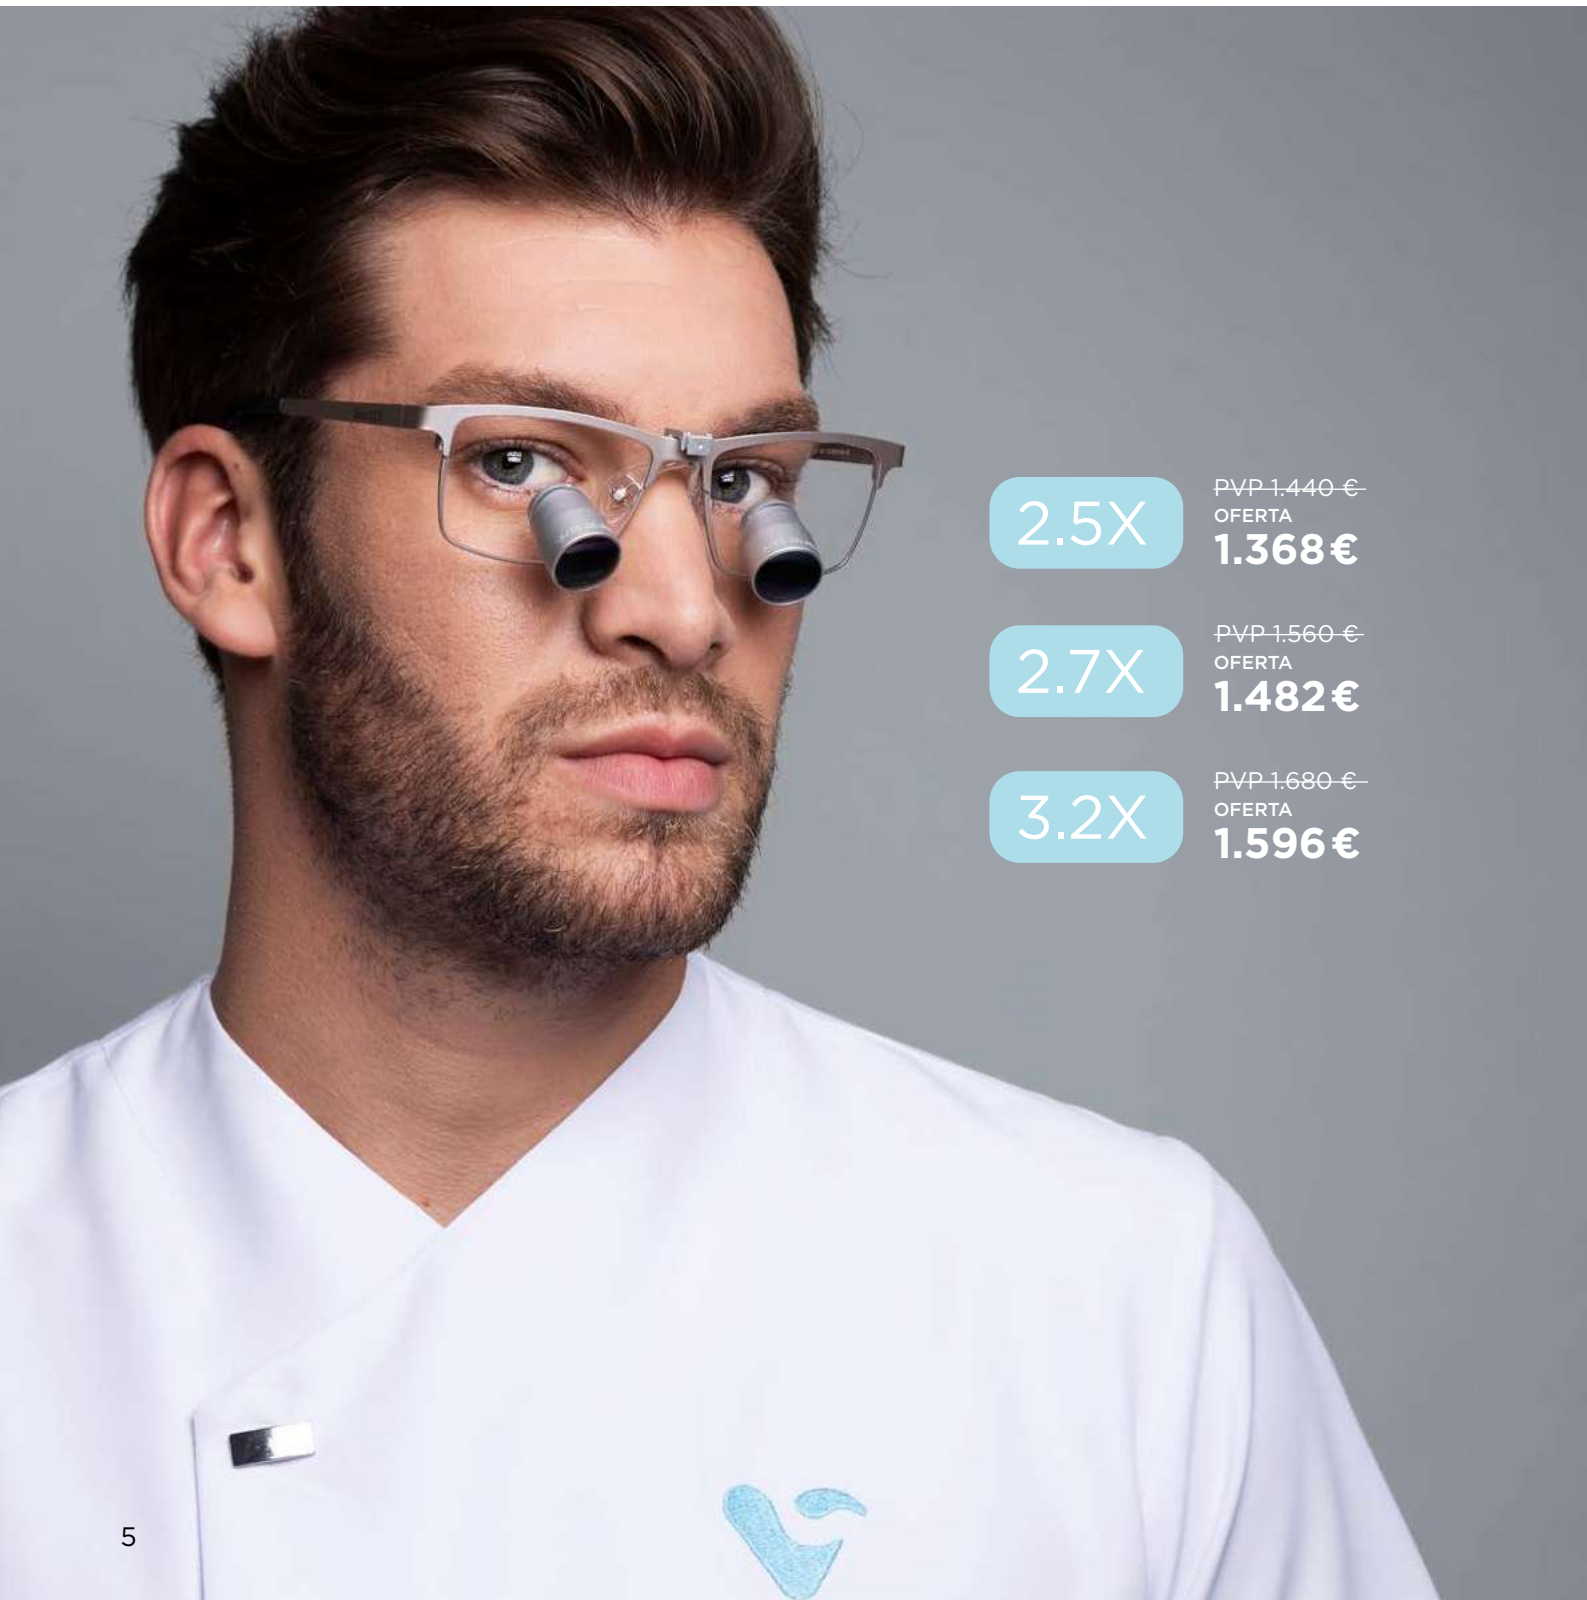 2.5X
PVP 1.440 €
OFERTA
1.368 €
2.7X
PVP 1.560 €
OFERTA
1.482 €
3.2X
PVP 1.680 €
OFERTA
1.596 €
5